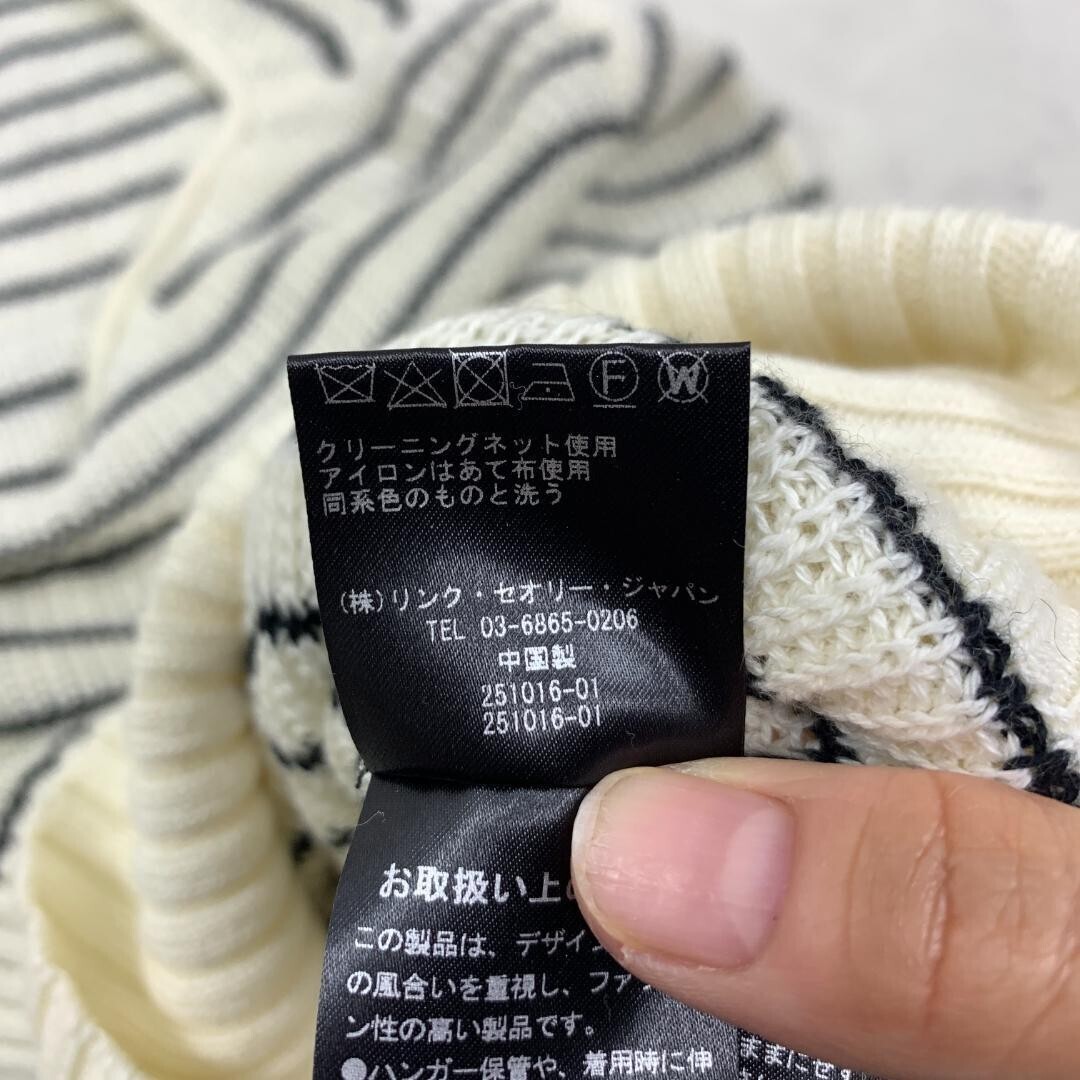 F W
クリーニングネット使用
アイロンはあて布使用
同系色のものと洗う
(株)リンク・セオリー・ジャパン
TEL 03-6865-0206
中国製
251016-01
251016-01
お取扱い上
この製品は、デザイ
の風合いを重視し、ファ
ン性の高い製品です。
●ハンガー保管や、着用時に伸
ままにせず